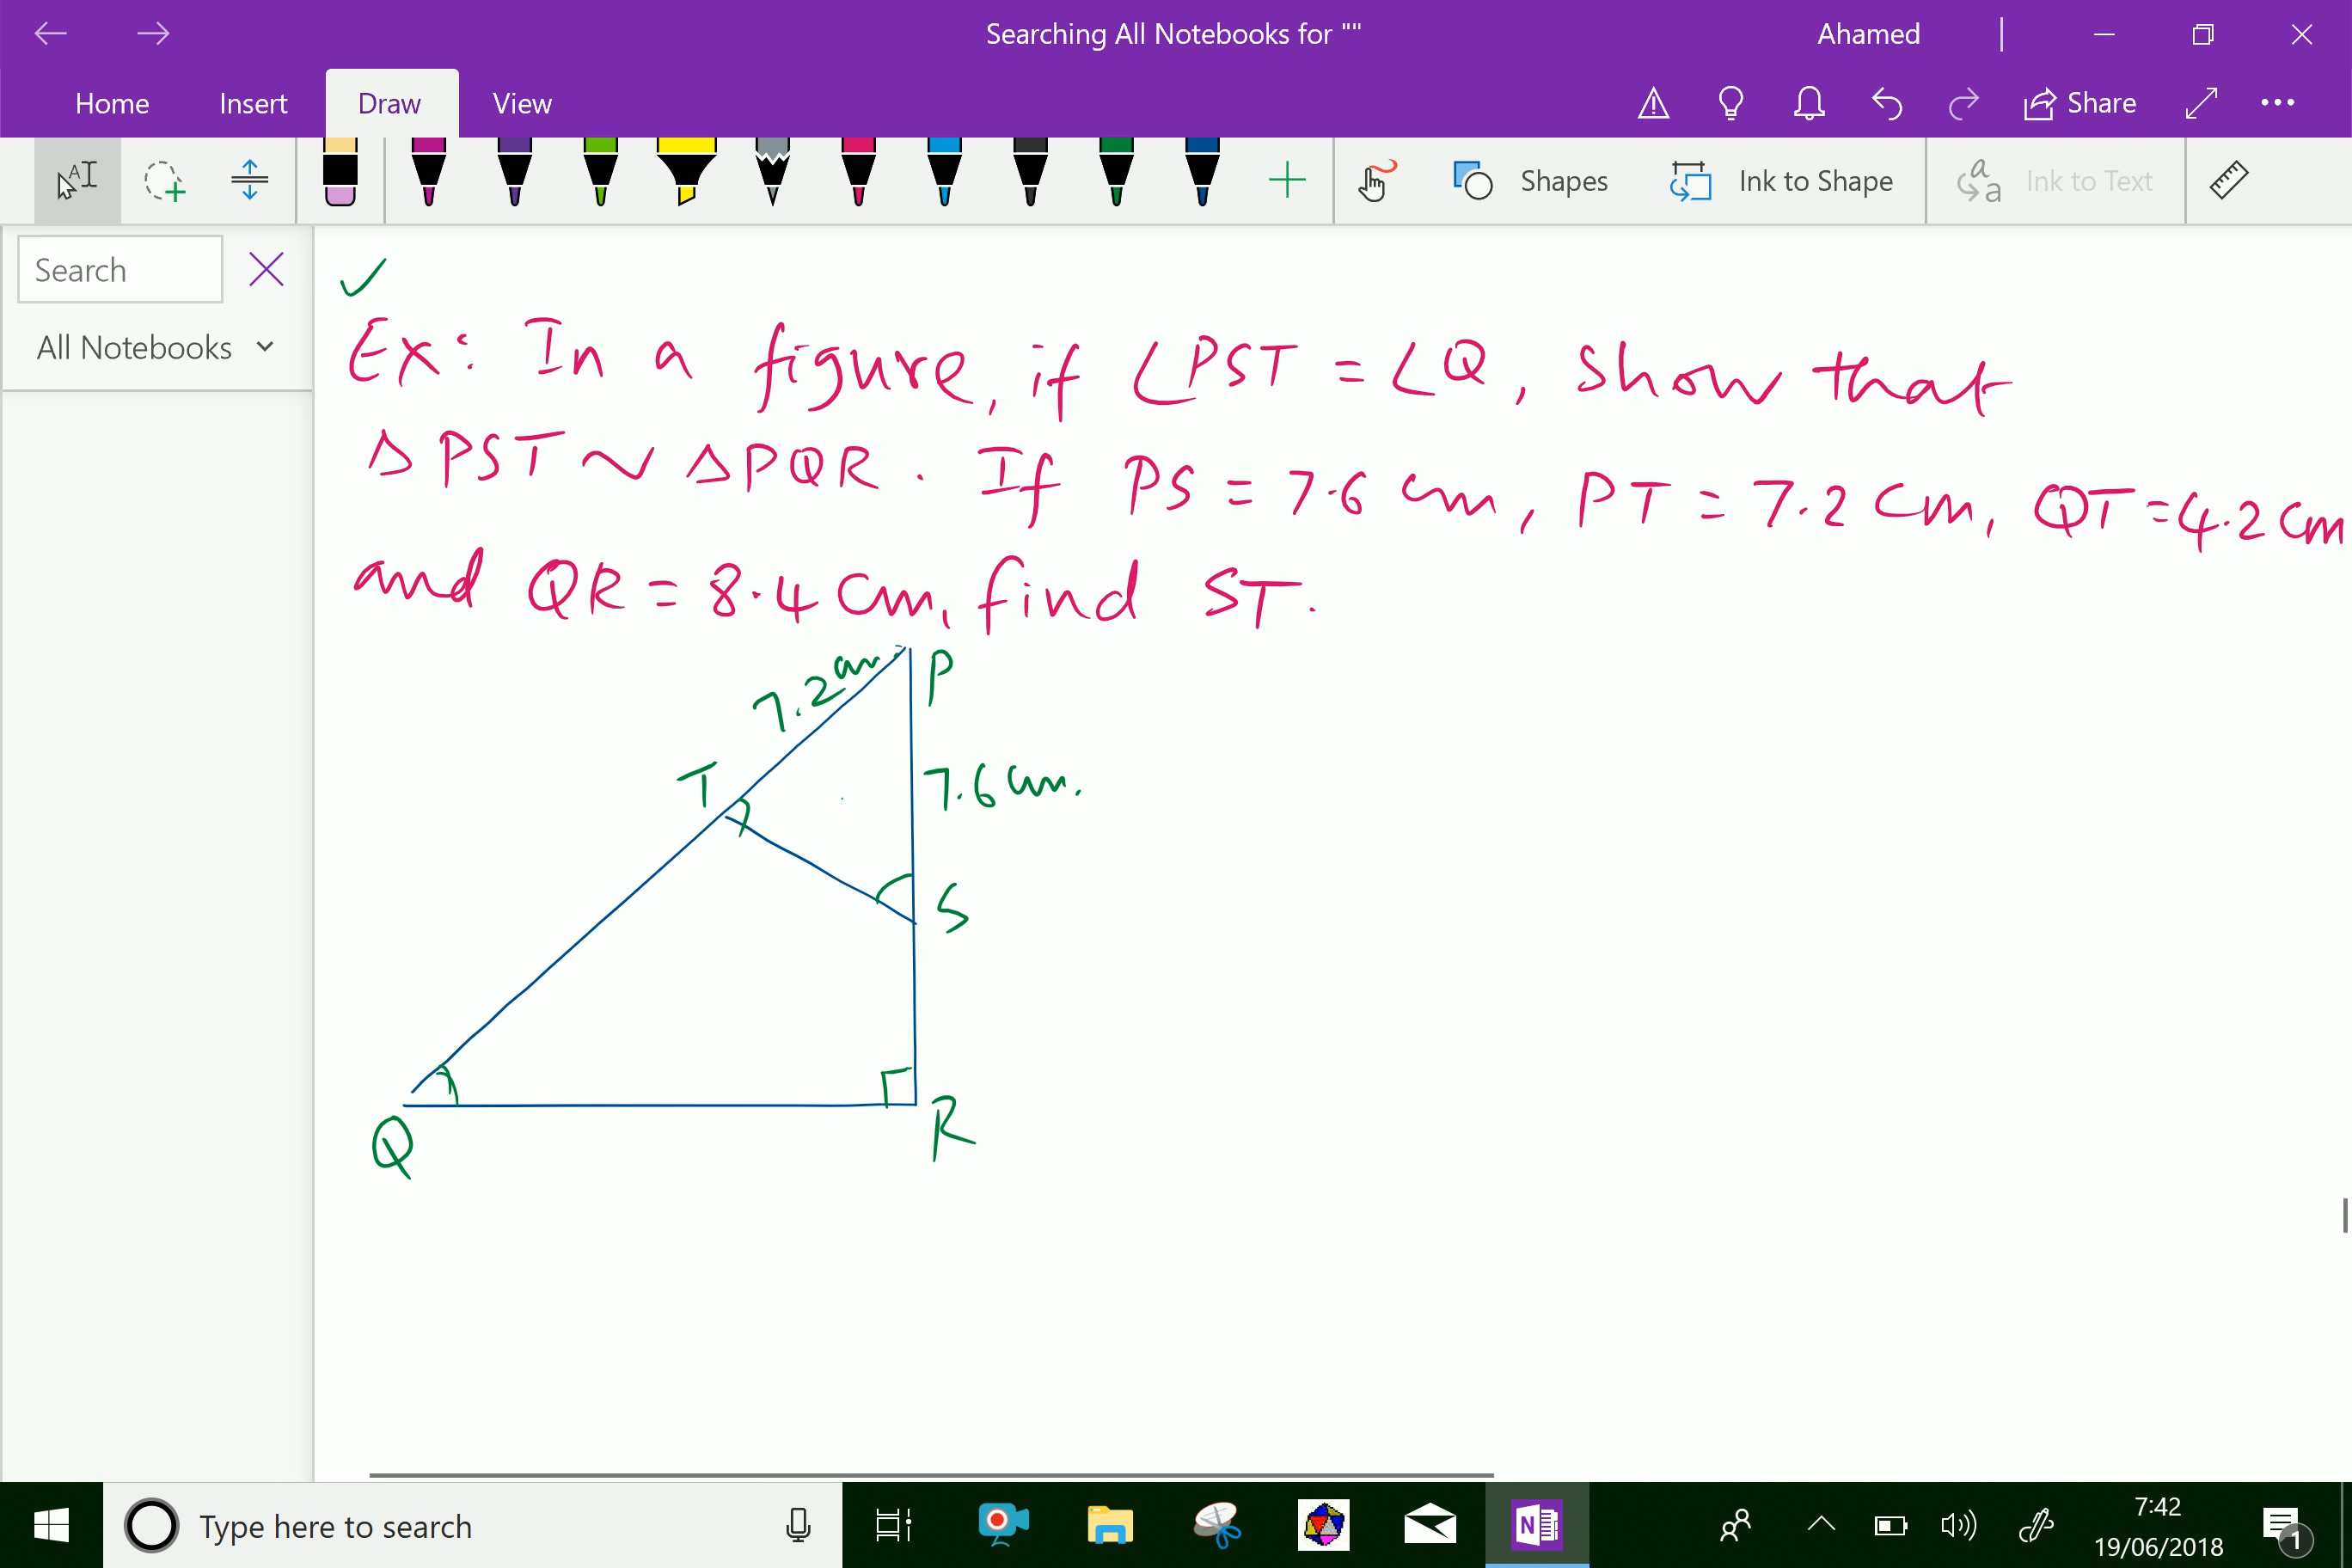 Searching All Notebooks for ""
Ahamed
Home Insert Draw View
Share
Shapes
Ink to Shape
Ink to Text
Search
All Notebooks
Ex: In a figure, if ∠PST = ∠Q, show that
Δ PST ~ ΔPQR. If PS = 7.6 cm, PT = 7.2 cm, QT = 4.2 cm
and QR = 8.4 cm, find ST.
7.2 cm.
P
T
7.6 cm.
S
Q
R
Type here to search
7:42
19/06/2018
1